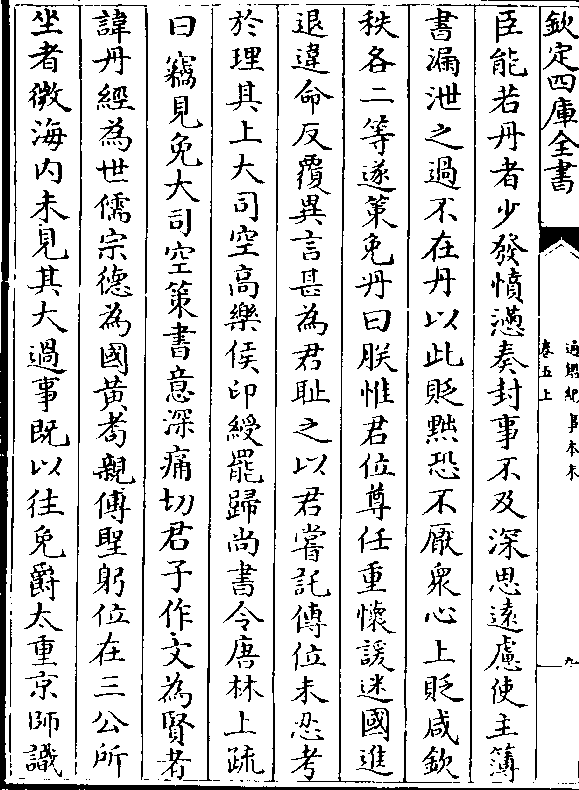 欽定四庫全書
通鑑紀事本末
卷五上
九
臣能若丹者少發憤懣奏封事不及深思遠慮使主簿
書漏泄之過不在丹以此貶黜恐不厭衆心上貶咸欽
秩各二等遂策免丹曰朕惟君位尊任重懷諼迷國進
退違命反覆異言甚為君耻之以君嘗託傅位未忍考
於理其上大司空高樂侯印綬罷歸尚書令唐林上疏
曰竊見免大司空策書意深痛切君子作文為賢者
諱丹經為世儒宗德為國黃耉親傅聖躬位在三公所
坐者微海内未見其大過事既以往免爵太重京師識